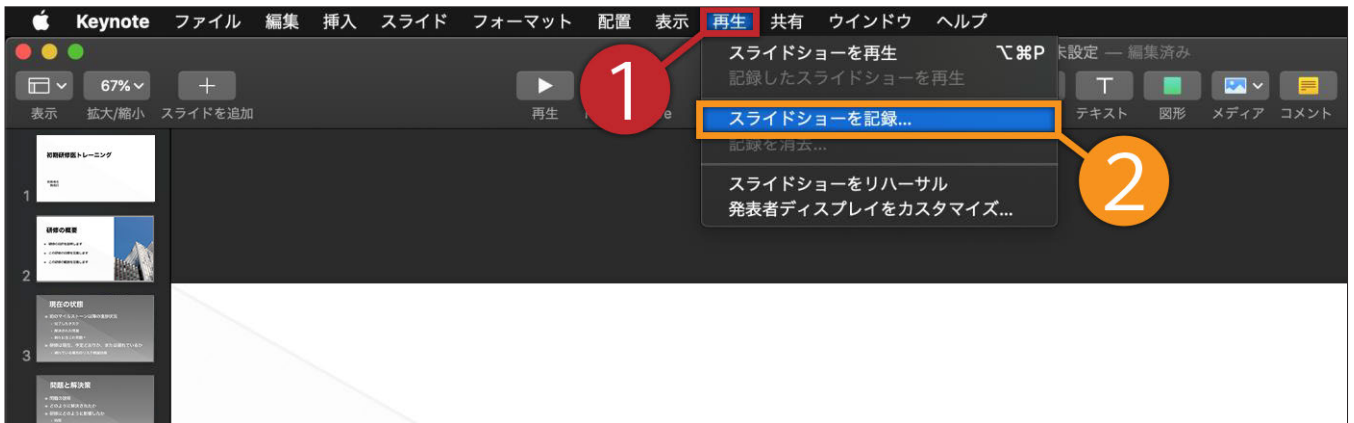 Keynote ファイル 編集 挿入 スライド フォーマット 配置 表示 再生 共有 ウインドウ ヘルプ
スライドショーを再生 ⌥⌘P
未設定 — 編集済み
記録したスライドショーを再生
67%
表示 拡大/縮小 スライドを追加
再生
テキスト 図形 メディア コメント
1
スライドショーを記録...
記録を消去...
2
スライドショーをリハーサル
発表者ディスプレイをカスタマイズ...
1
初期研修医トレーニング
2
研修の概要
3
現在の状態
問題と解決策